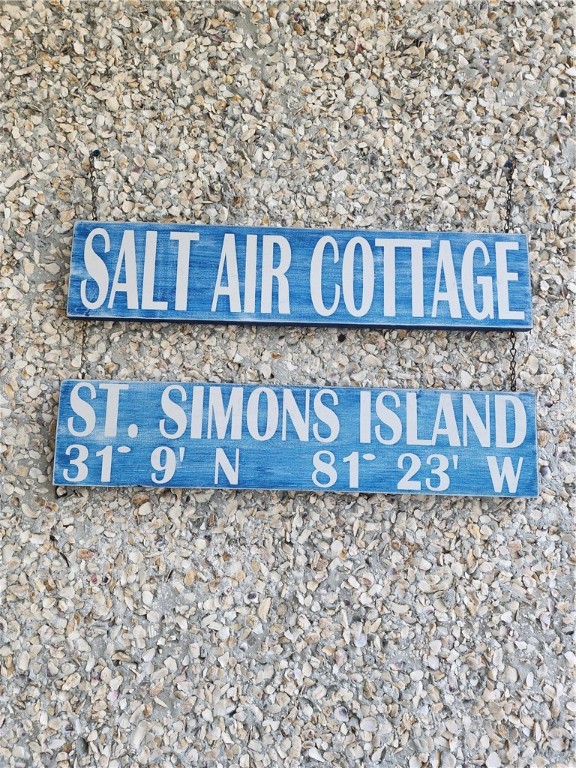 SALT AIR COTTAGE
ST. SIMONS ISLAND
31° 9' N 81° 23' W